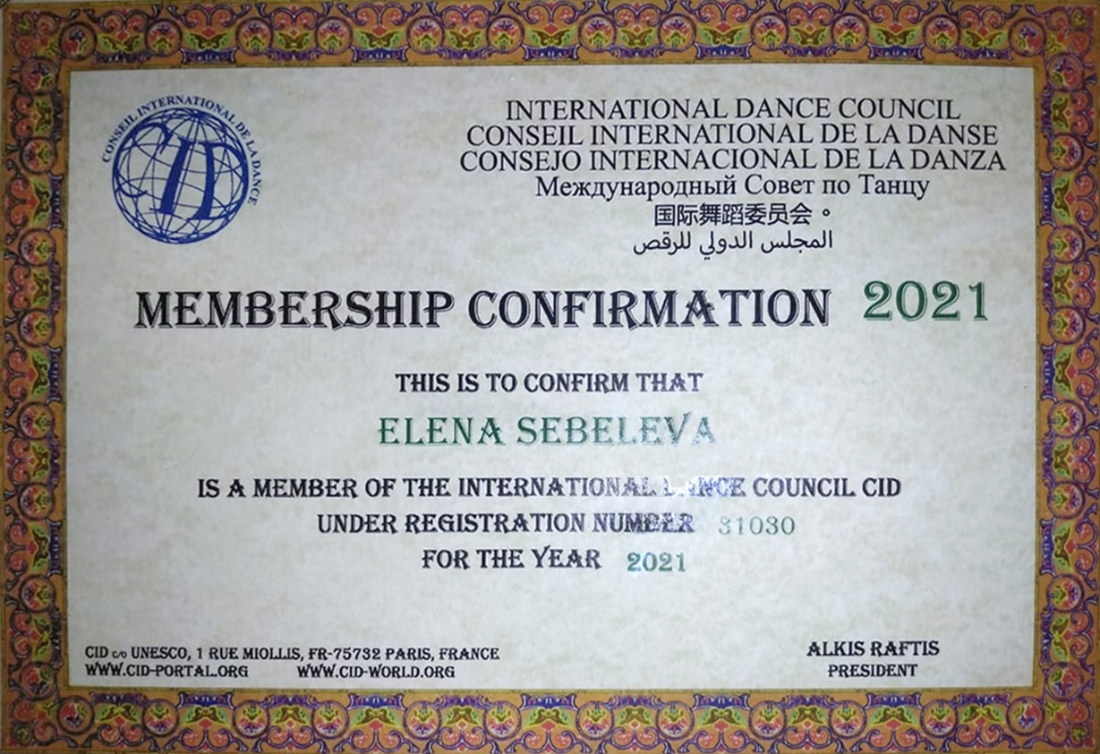 CONSEIL INTERNATIONAL DE LA DANCE
CID
INTERNATIONAL DANCE COUNCIL
CONSEIL INTERNATIONAL DE LA DANSE
CONSEJO INTERNACIONAL DE LA DANZA
Международный Совет по Танцу
国际舞蹈委员会。
المجلس الدولي للرقص
MEMBERSHIP CONFIRMATION 2021
THIS IS TO CONFIRM THAT
ELENA SEBELEVA
IS A MEMBER OF THE INTERNATIONAL DANCE COUNCIL CID
UNDER REGISTRATION NUMBER 31030
FOR THE YEAR 2021
CID c/o UNESCO, 1 RUE MIOLLIS, FR-75732 PARIS, FRANCE
WWW.CID-PORTAL.ORG WWW.CID-WORLD.ORG
ALKIS RAFTIS
PRESIDENT